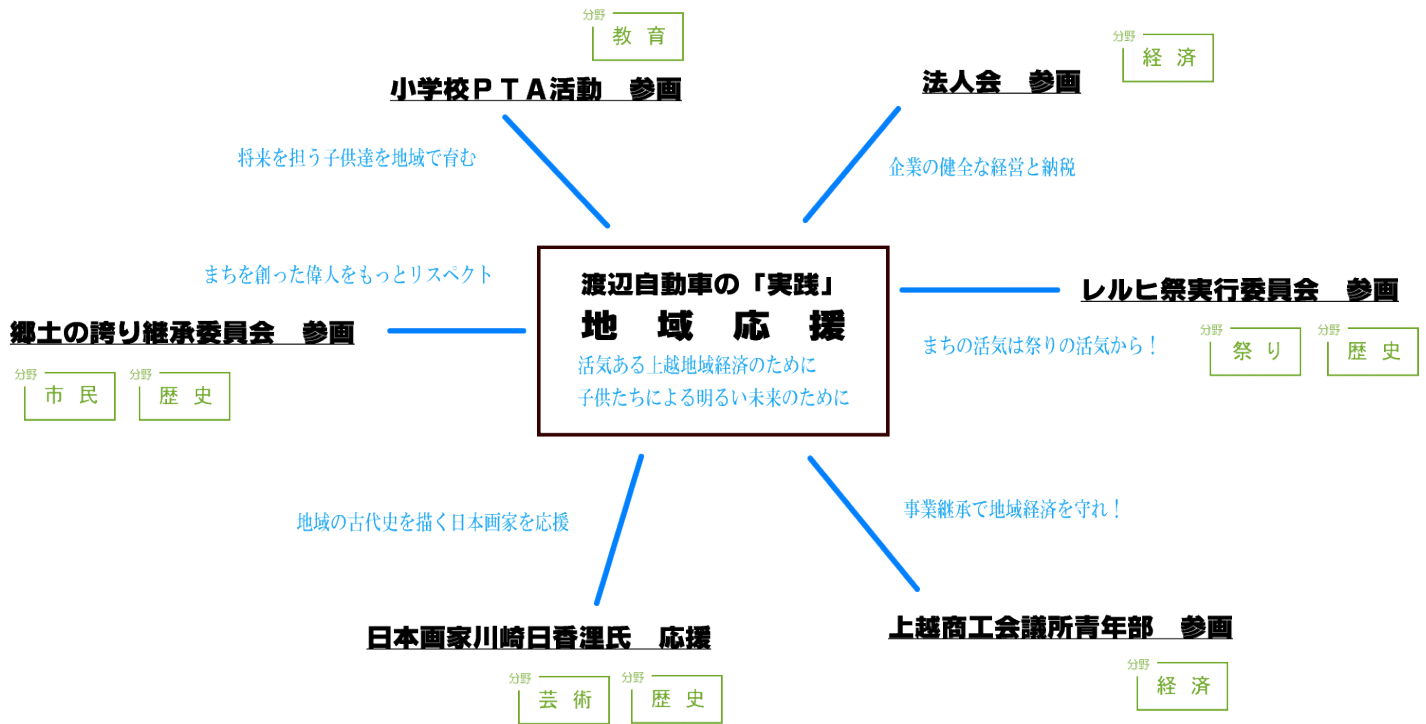 分野
教 育
小学校ＰＴＡ活動　参画
将来を担う子供達を地域で育む
分野
経 済
法人会　参画
企業の健全な経営と納税
まちを創った偉人をもっとリスペクト
郷土の誇り継承委員会　参画
分野
市 民
分野
歴 史
渡辺自動車の「実践」
地 域 応 援
活気ある上越地域経済のために
子供たちによる明るい未来のために
レルヒ祭実行委員会　参画
まちの活気は祭りの活気から！
分野
祭 り
分野
歴 史
地域の古代史を描く日本画家を応援
日本画家川崎日香浬氏　応援
分野
芸 術
分野
歴 史
事業継承で地域経済を守れ！
上越商工会議所青年部　参画
分野
経 済